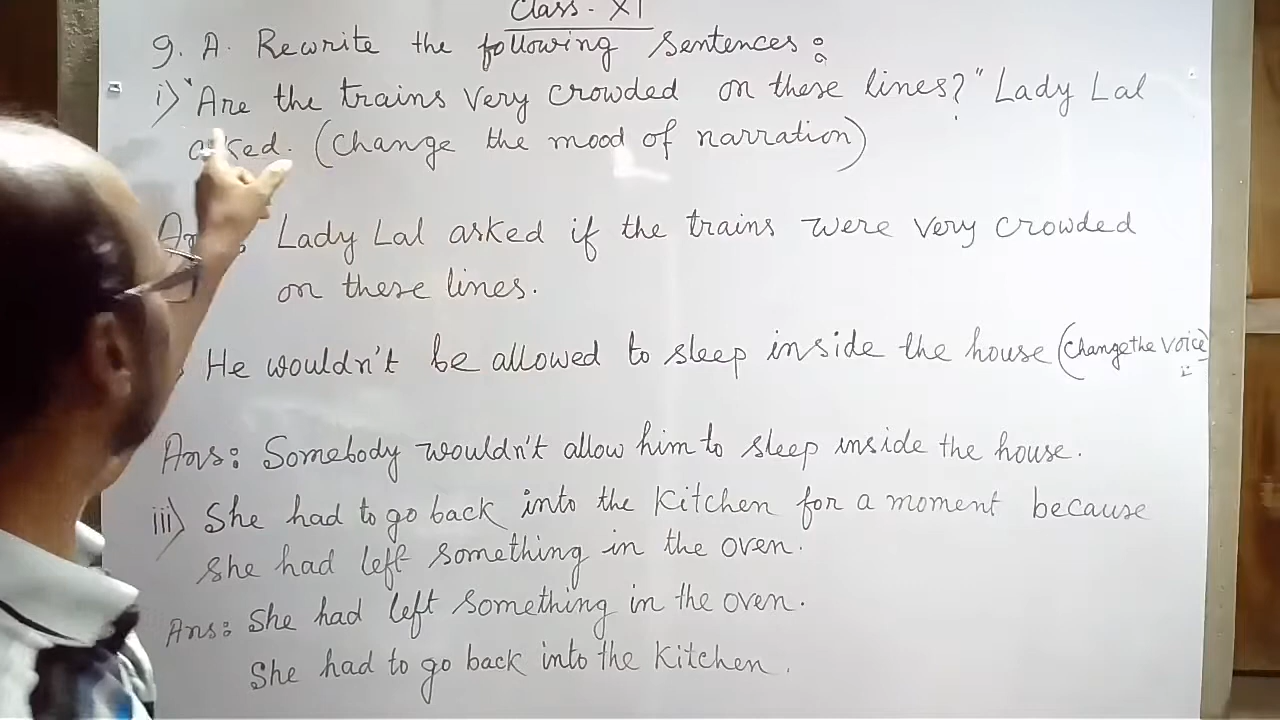 Class - XI
9. A. Rewrite the following sentences:
i) "Are the trains very crowded on these lines?" Lady Lal
asked. (Change the mood of narration)
Ans: Lady Lal asked if the trains were very crowded
on these lines.
He wouldn't be allowed to sleep inside the house (Change the voice)
Ans: Somebody wouldn't allow him to sleep inside the house.
iii) She had to go back into the kitchen for a moment because
she had left something in the oven.
Ans: She had left something in the oven.
She had to go back into the kitchen.